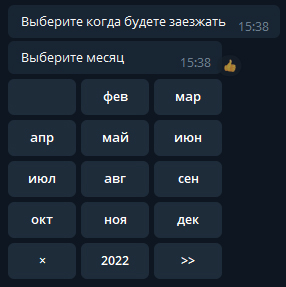 Выберите когда будете заезжать 15:38
Выберите месяц 15:38
фев мар
апр май июн
июл авг сен
окт ноя дек
× 2022 >>